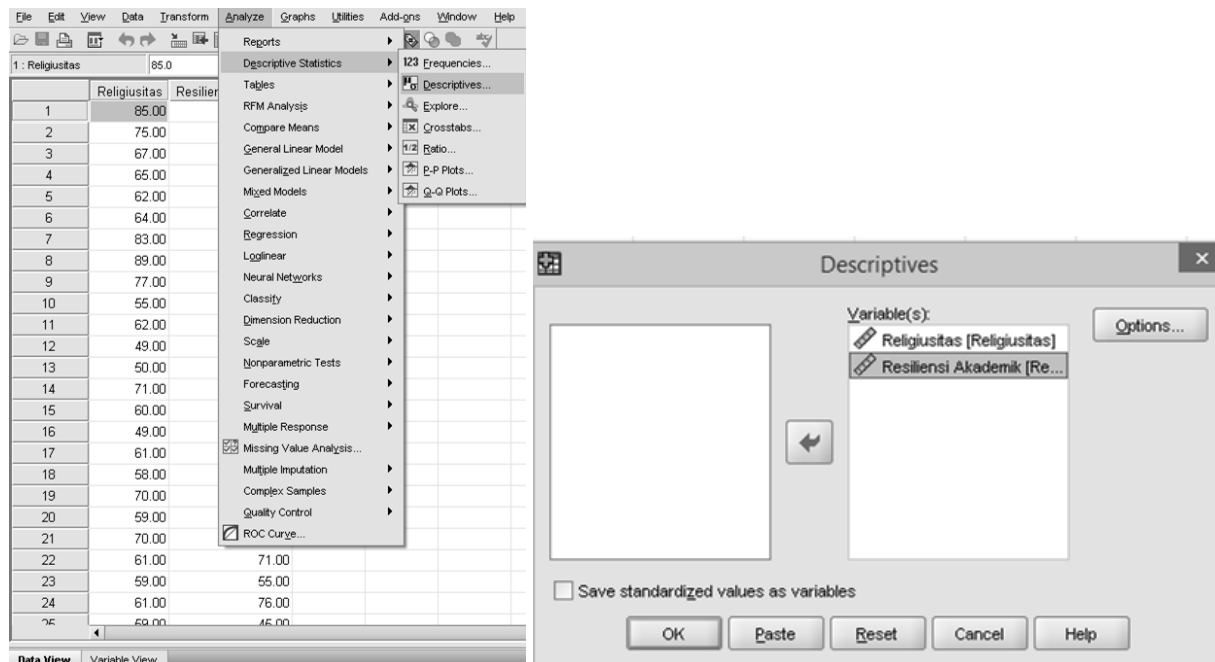 File Edit View Data Transform Analyze Graphs Utilities Add-ons Window Help
1 : Religiusitas 85.0
Religiusitas Resilier
1 85.00
2 75.00
3 67.00
4 65.00
5 62.00
6 64.00
7 83.00
8 89.00
9 77.00
10 55.00
11 62.00
12 49.00
13 50.00
14 71.00
15 60.00
16 49.00
17 61.00
18 58.00
19 70.00
20 59.00
21 70.00
22 61.00 71.00
23 59.00 55.00
24 61.00 76.00
25 69.00 45.00
Data View Variable View
Reports
Descriptive Statistics
Tables
RFM Analysis
Compare Means
General Linear Model
Generalized Linear Models
Mixed Models
Correlate
Regression
Loglinear
Neural Networks
Classify
Dimension Reduction
Scale
Nonparametric Tests
Forecasting
Survival
Multiple Response
Missing Value Analysis...
Multiple Imputation
Complex Samples
Quality Control
ROC Curve...
123 Frequencies...
Descriptives...
Explore...
Crosstabs...
1/2 Ratio...
P-P Plots...
Q-Q Plots...
Descriptives
Variable(s):
Religiusitas [Religiusitas]
Resiliensi Akademik [Re...
Options...
Save standardized values as variables
OK Paste Reset Cancel Help